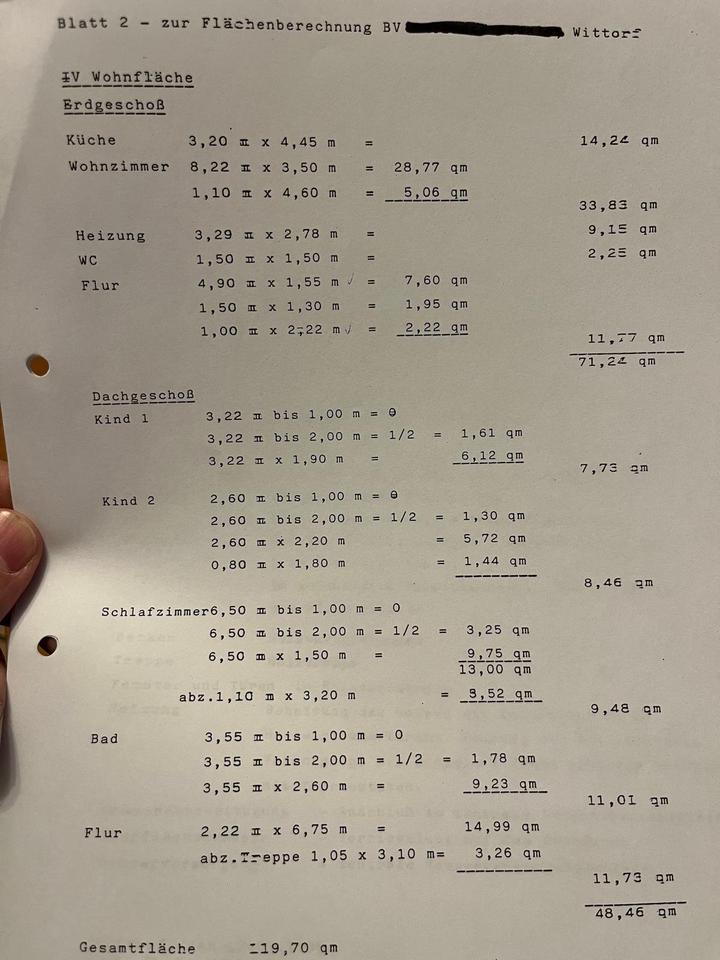 Blatt 2 - zur Flächenberechnung BV Wittorf
IV Wohnfläche
Erdgeschoß
Küche 3,20 m x 4,45 m = 14,24 qm
Wohnzimmer 8,22 m x 3,50 m = 28,77 qm
1,10 m x 4,60 m = 5,06 qm
33,83 qm
Heizung 3,29 m x 2,78 m = 9,15 qm
WC 1,50 m x 1,50 m = 2,25 qm
Flur 4,90 m x 1,55 m = 7,60 qm
1,50 m x 1,30 m = 1,95 qm
1,00 m x 2,22 m = 2,22 qm
11,77 qm
71,24 qm
Dachgeschoß
Kind 1 3,22 m bis 1,00 m = 0
3,22 m bis 2,00 m = 1/2 = 1,61 qm
3,22 m x 1,90 m = 6,12 qm
7,73 qm
Kind 2 2,60 m bis 1,00 m = 0
2,60 m bis 2,00 m = 1/2 = 1,30 qm
2,60 m x 2,20 m = 5,72 qm
0,80 m x 1,80 m = 1,44 qm
8,46 qm
Schlafzimmer6,50 m bis 1,00 m = 0
6,50 m bis 2,00 m = 1/2 = 3,25 qm
6,50 m x 1,50 m = 9,75 qm
13,00 qm
abz.1,10 m x 3,20 m = 3,52 qm
9,48 qm
Bad 3,55 m bis 1,00 m = 0
3,55 m bis 2,00 m = 1/2 = 1,78 qm
3,55 m x 2,60 m = 9,23 qm
11,01 qm
Flur 2,22 m x 6,75 m = 14,99 qm
abz.Treppe 1,05 x 3,10 m= 3,26 qm
11,73 qm
48,46 qm
Gesamtfläche 119,70 qm